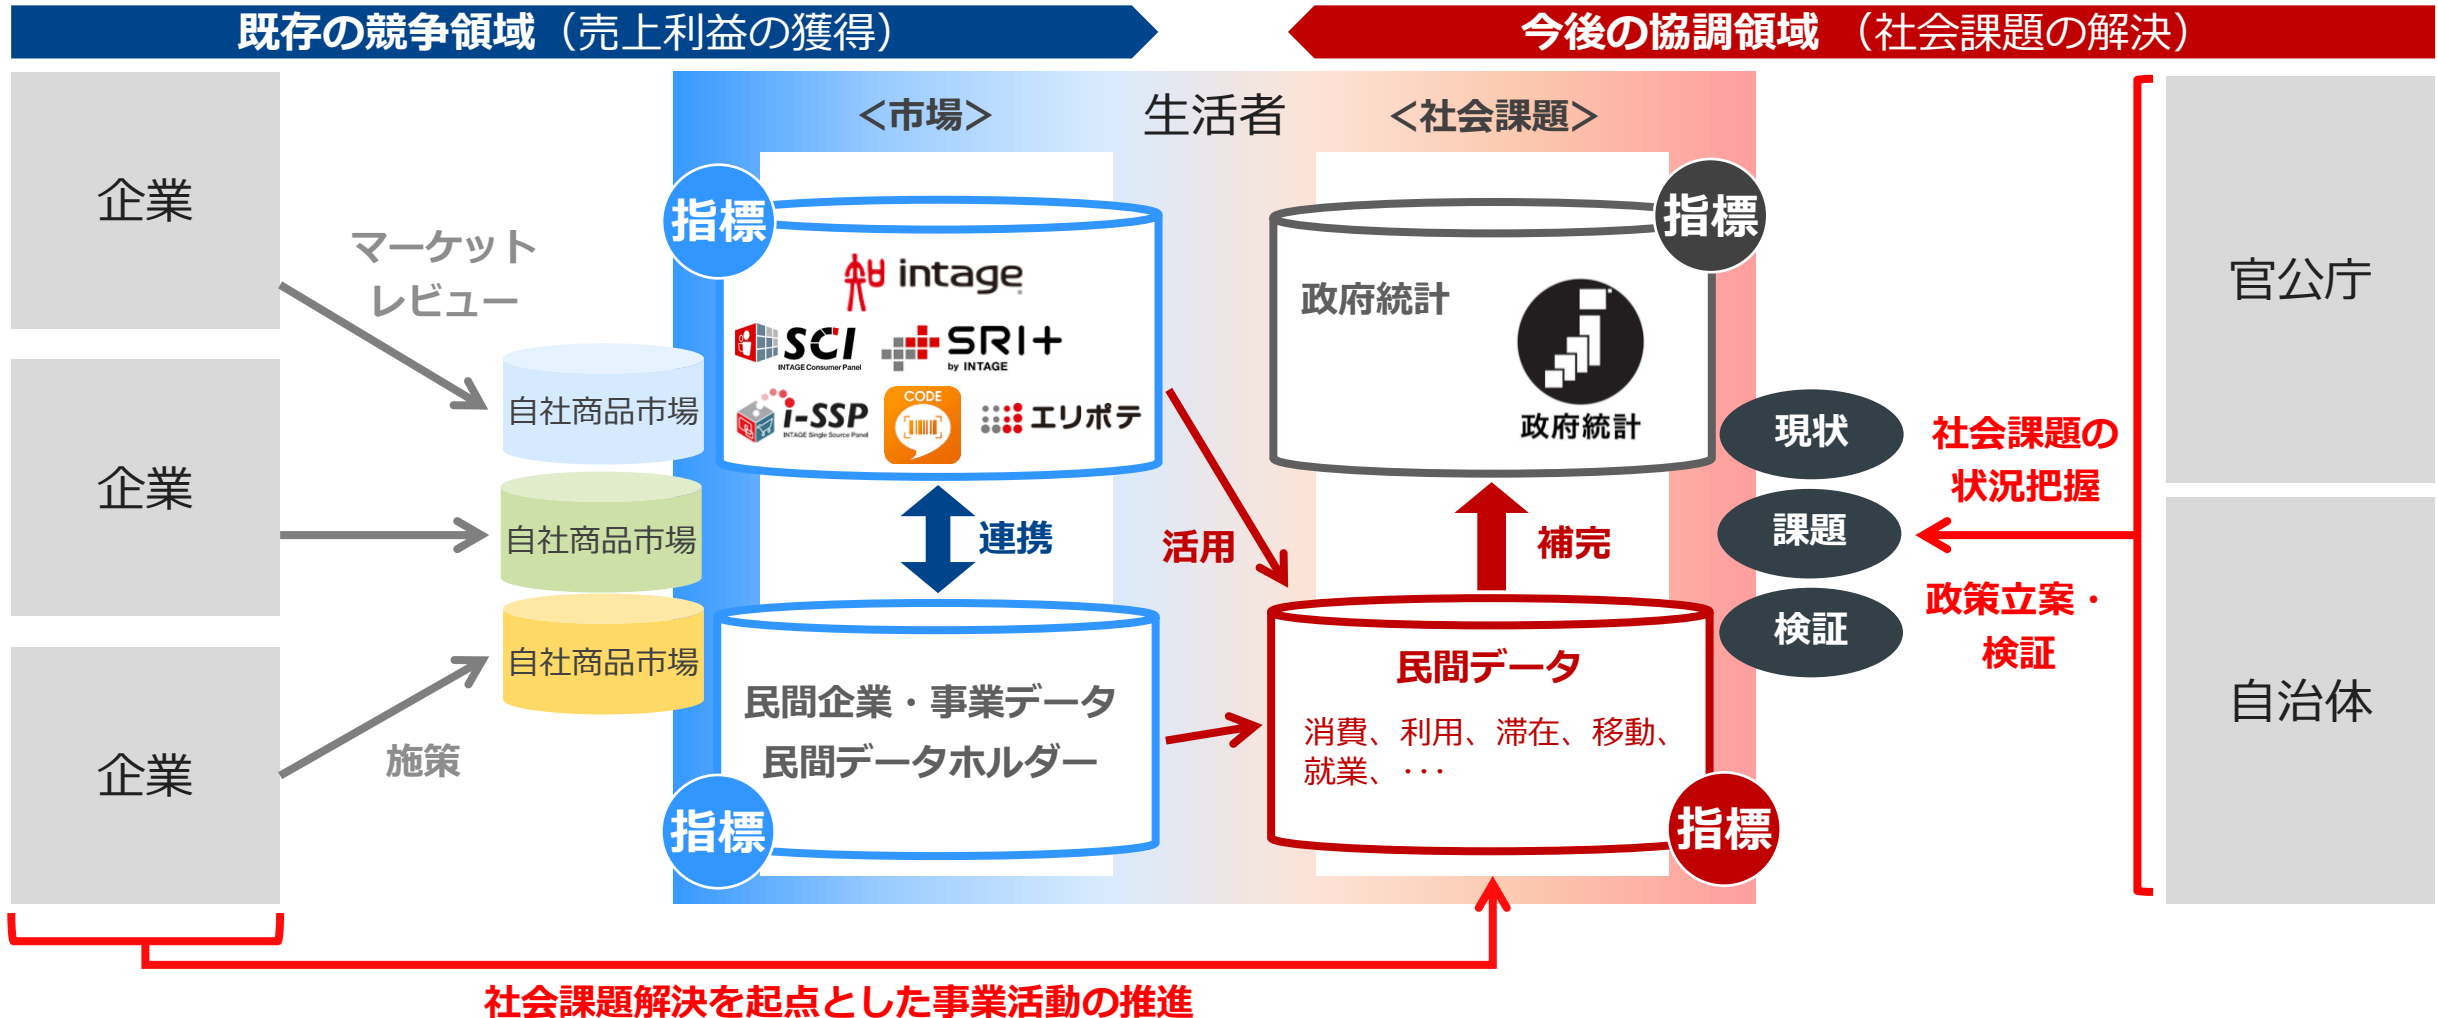 既存の競争領域（売上利益の獲得）
今後の協調領域 （社会課題の解決）
企業
企業
企業
マーケット
レビュー
施策
自社商品市場
自社商品市場
自社商品市場
＜市場＞
生活者
＜社会課題＞
指標
intage
SCI
INTAGE Consumer Panel
SRI+
by INTAGE
i-SSP
INTAGE Single Source Panel
CODE
エリポテ
連携
民間企業・事業データ
民間データホルダー
指標
活用
指標
政府統計
政府統計
補完
民間データ
消費、利用、滞在、移動、
就業、･･･
指標
現状
課題
検証
社会課題の
状況把握
政策立案・
検証
官公庁
自治体
社会課題解決を起点とした事業活動の推進